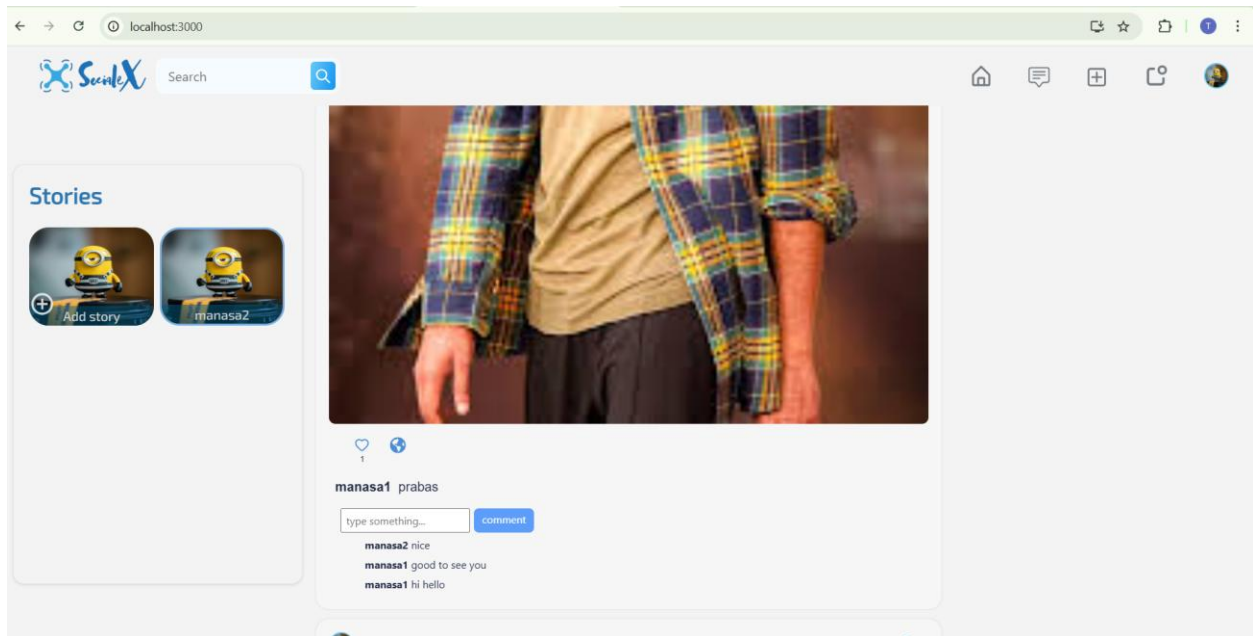 localhost:3000
T
SocialeX
Search
Stories
Add story
manasa2
1
manasa1 prabas
type something...
comment
manasa2 nice
manasa1 good to see you
manasa1 hi hello